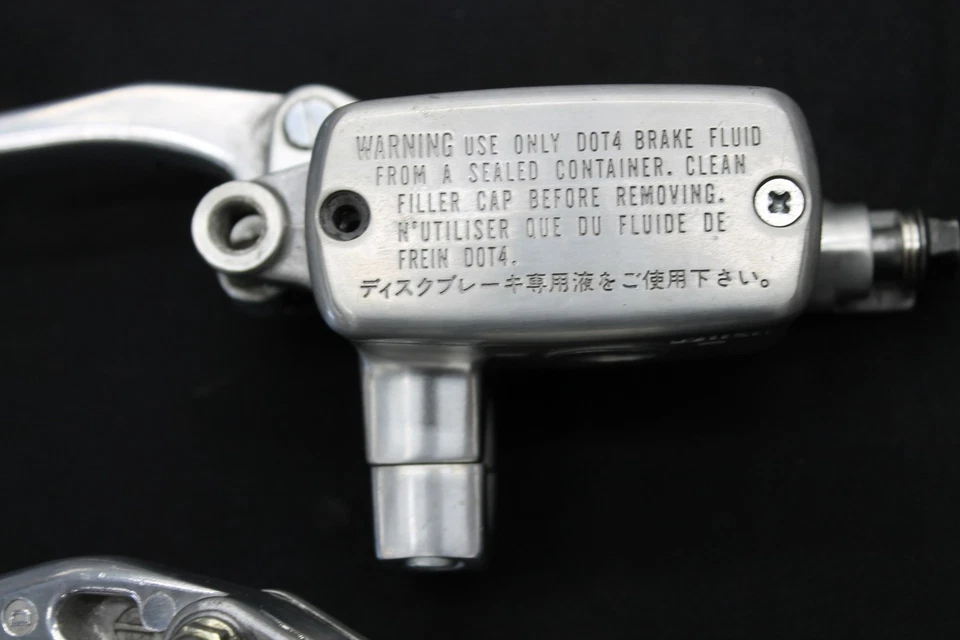 WARNING USE ONLY DOT4 BRAKE FLUID
FROM A SEALED CONTAINER. CLEAN
FILLER CAP BEFORE REMOVING.
N'UTILISER QUE DU FLUIDE DE
FREIN DOT4.
ディスクブレーキ専用液をご使用下さい。